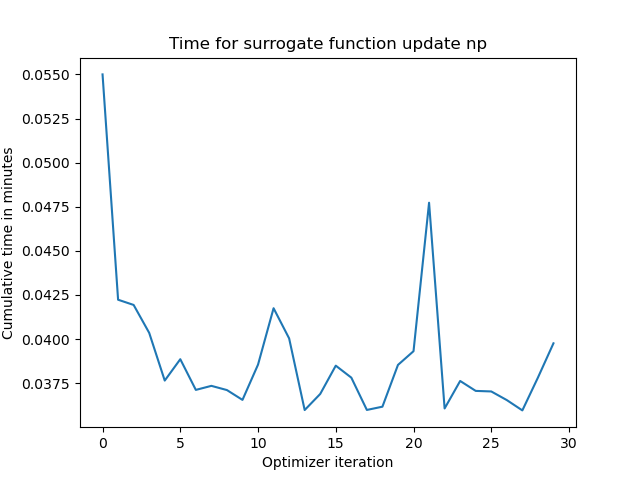 Time for surrogate function update np
Cumulative time in minutes
0.0550
0.0525
0.0500
0.0475
0.0450
0.0425
0.0400
0.0375
0 5 10 15 20 25 30
Optimizer iteration